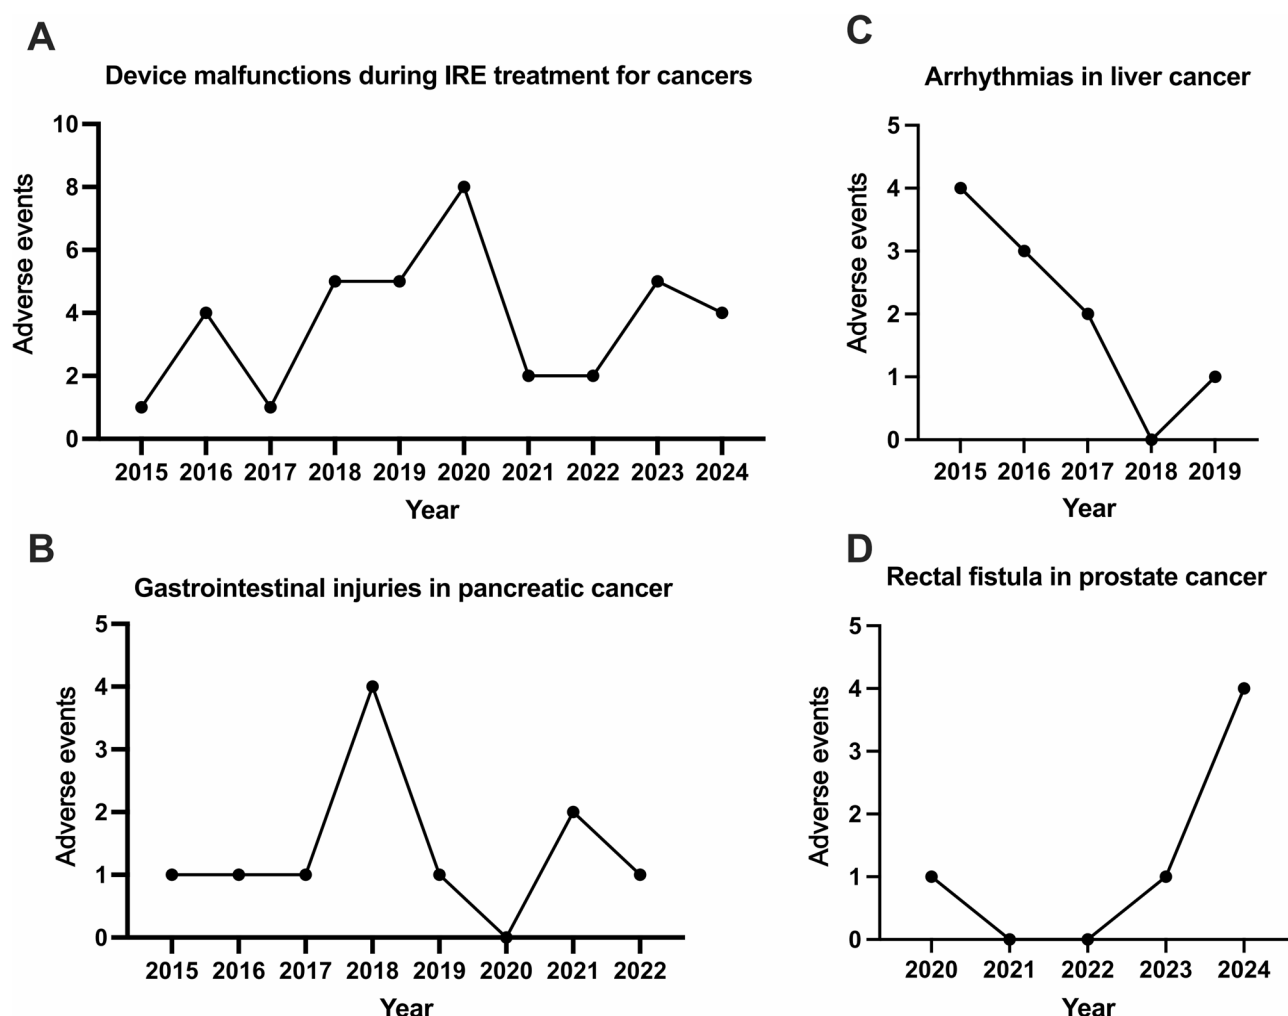 A
Device malfunctions during IRE treatment for cancers
10
8
6
4
2
0
Adverse events
2015 2016 2017 2018 2019 2020 2021 2022 2023 2024
Year
C
Arrhythmias in liver cancer
5
4
3
2
1
0
Adverse events
2015 2016 2017 2018 2019
Year
B
Gastrointestinal injuries in pancreatic cancer
5
4
3
2
1
0
Adverse events
2015 2016 2017 2018 2019 2020 2021 2022
Year
D
Rectal fistula in prostate cancer
5
4
3
2
1
0
Adverse events
2020 2021 2022 2023 2024
Year